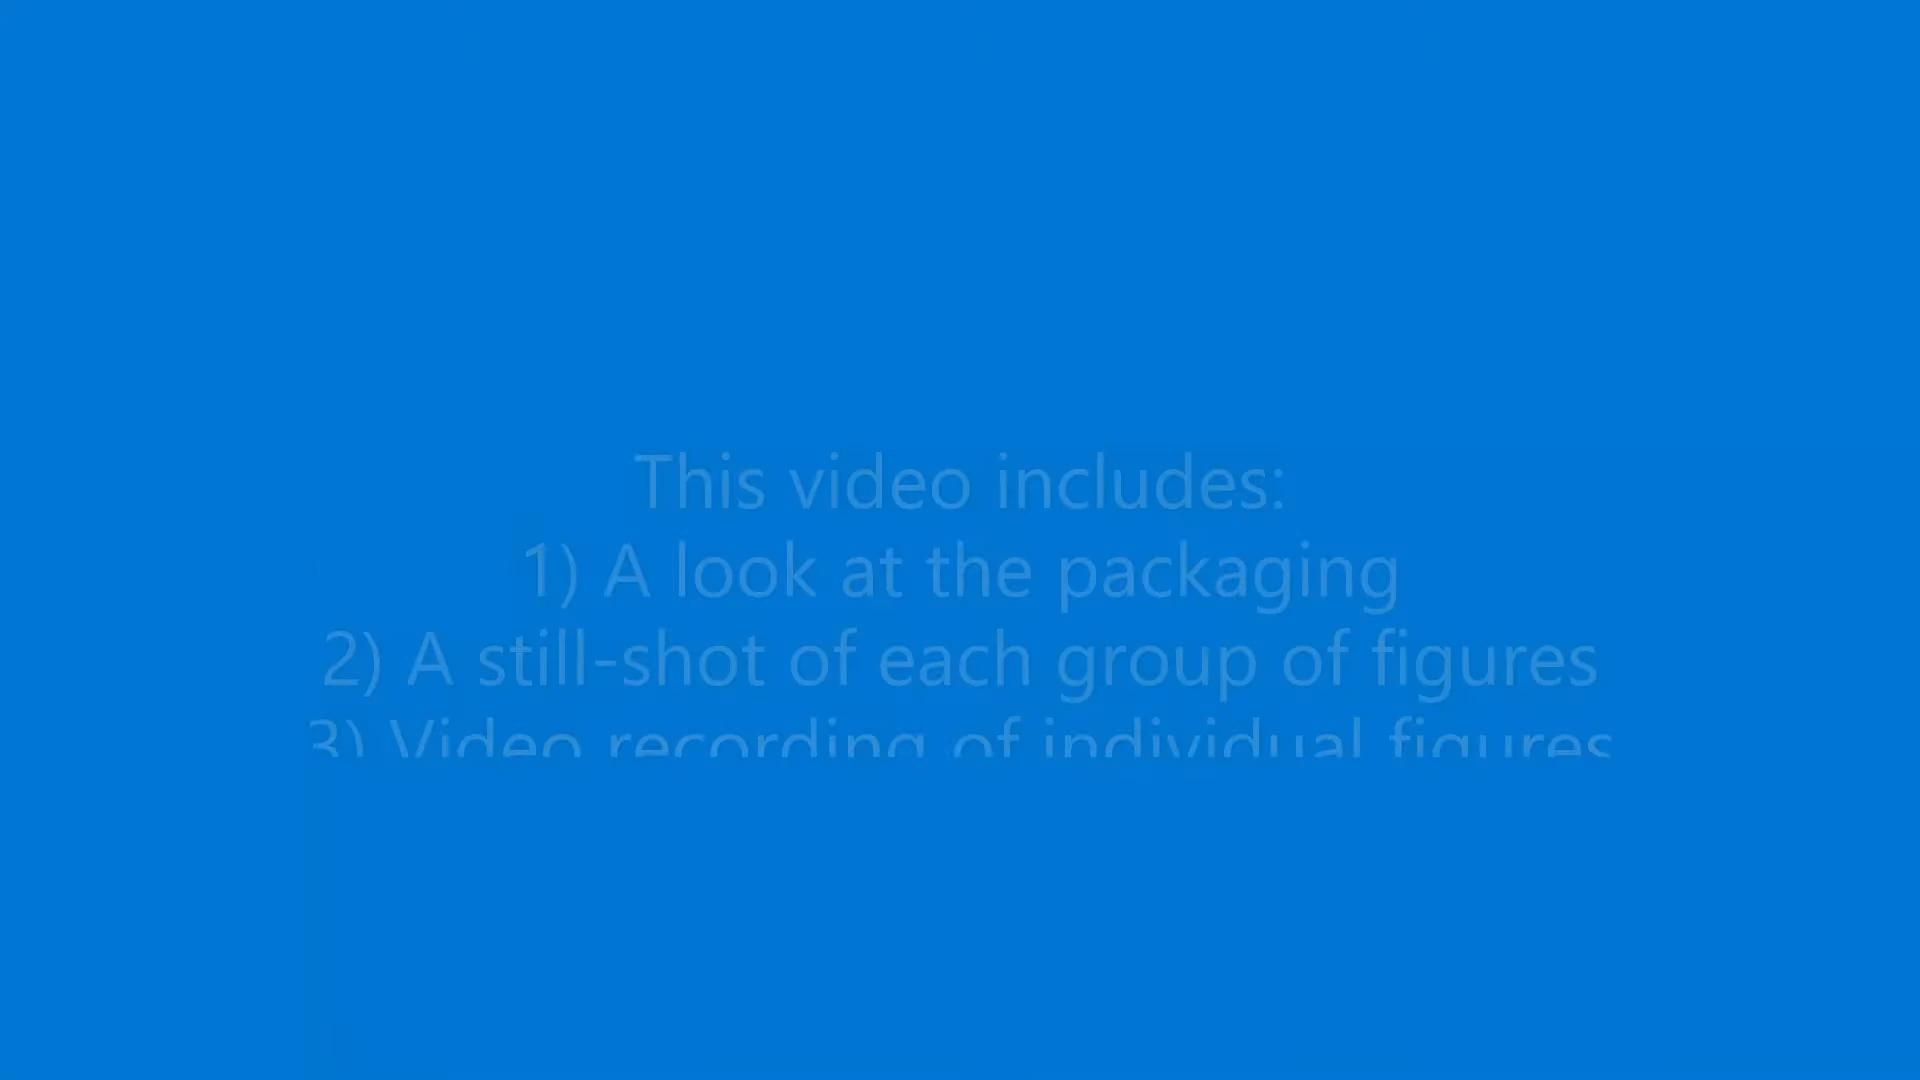 This video includes:
1) A look at the packaging
2) A still-shot of each group of figures
3) Video recording of individual figures